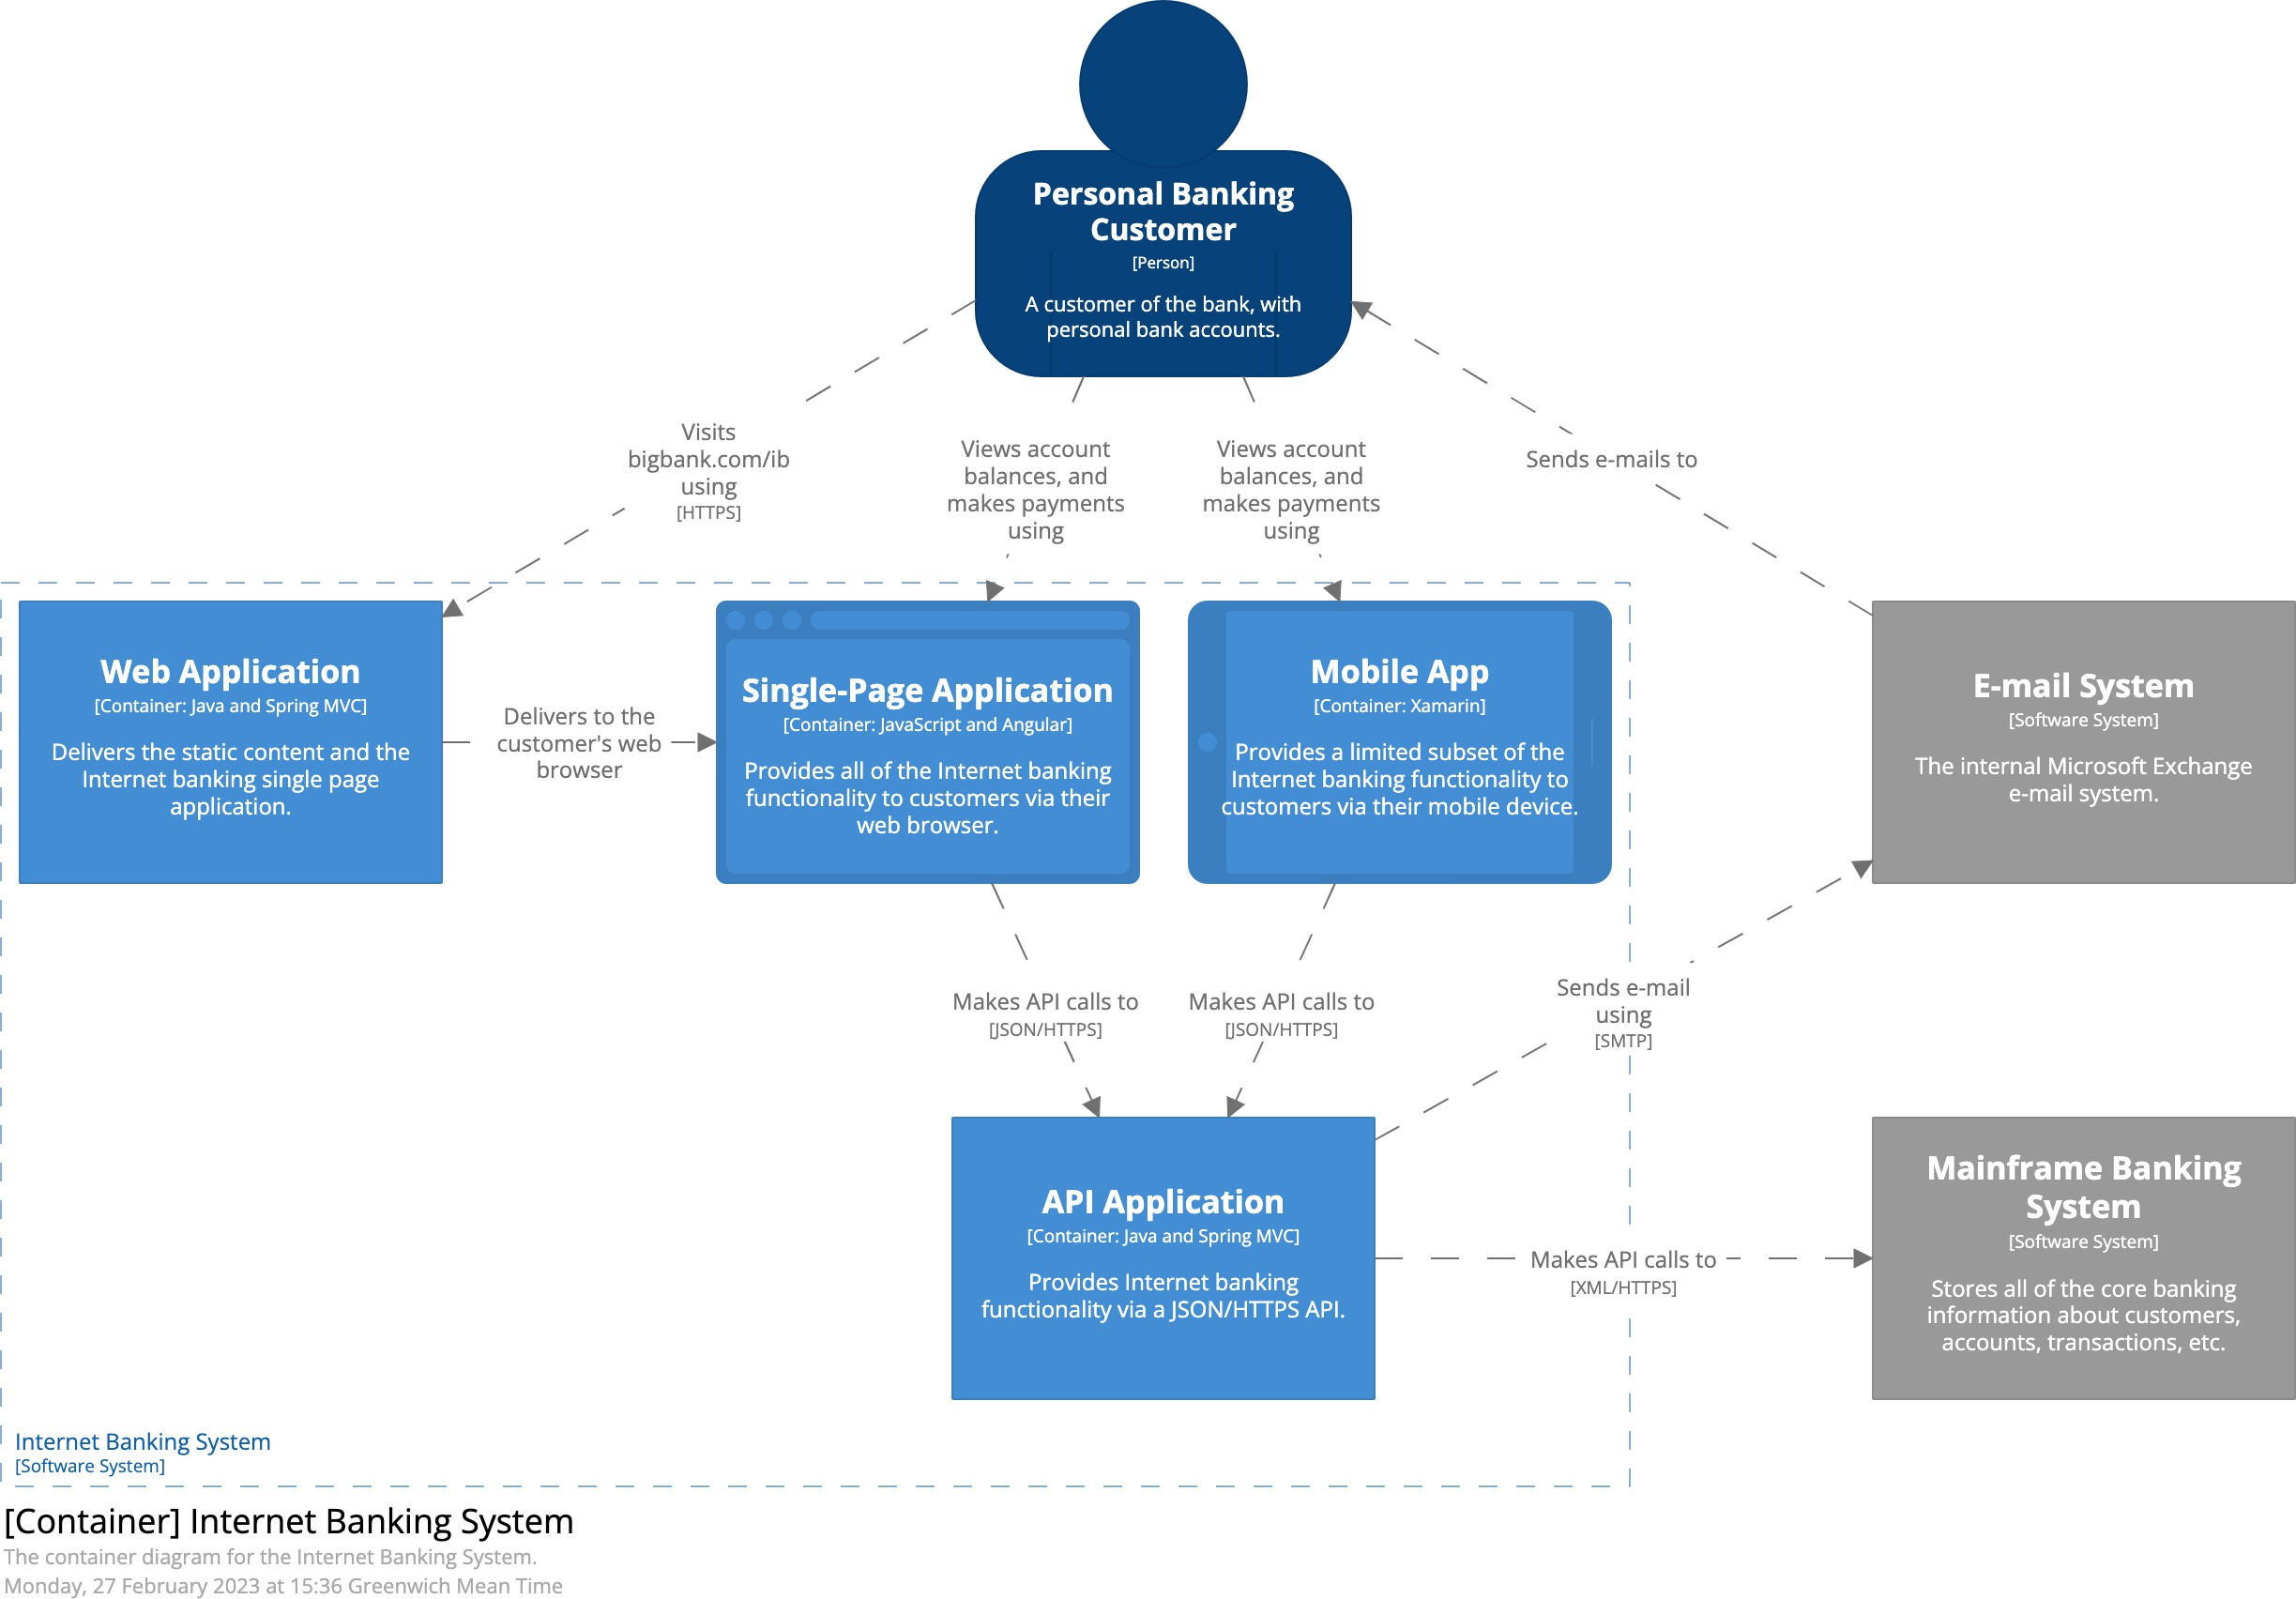 Personal Banking
Customer
[Person]
A customer of the bank, with
personal bank accounts.
Visits
bigbank.com/ib
using
[HTTPS]
Views account
balances, and
makes payments
using
Views account
balances, and
makes payments
using
Sends e-mails to
Web Application
[Container: Java and Spring MVC]
Delivers the static content and the
Internet banking single page
application.
Delivers to the
customer's web
browser
Single-Page Application
[Container: JavaScript and Angular]
Provides all of the Internet banking
functionality to customers via their
web browser.
Mobile App
[Container: Xamarin]
Provides a limited subset of the
Internet banking functionality to
customers via their mobile device.
E-mail System
[Software System]
The internal Microsoft Exchange
e-mail system.
Makes API calls to
[JSON/HTTPS]
Makes API calls to
[JSON/HTTPS]
Sends e-mail
using
[SMTP]
API Application
[Container: Java and Spring MVC]
Provides Internet banking
functionality via a JSON/HTTPS API.
Makes API calls to
[XML/HTTPS]
Mainframe Banking
System
[Software System]
Stores all of the core banking
information about customers,
accounts, transactions, etc.
Internet Banking System
[Software System]
[Container] Internet Banking System
The container diagram for the Internet Banking System.
Monday, 27 February 2023 at 15:36 Greenwich Mean Time